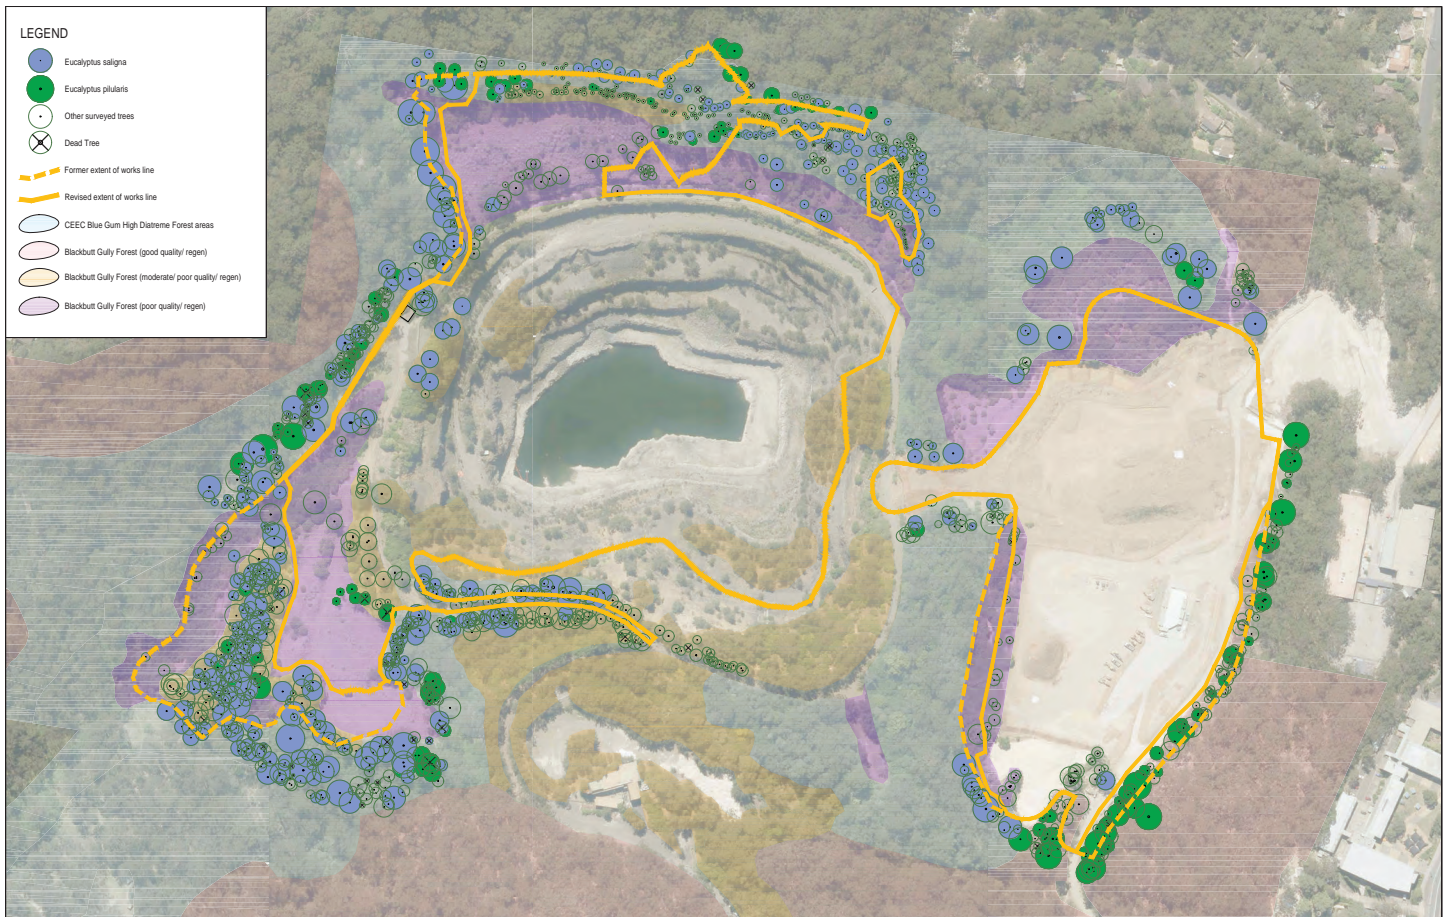 LEGEND
Eucalyptus saligna
Eucalyptus pilularis
Other surveyed trees
Dead Tree
Former extent of works line
Revised extent of works line
CEEC Blue Gum High Diatreme Forest areas
Blackbutt Gully Forest (good quality/ regen)
Blackbutt Gully Forest (moderate/ poor quality/ regen)
Blackbutt Gully Forest (poor quality/ regen)